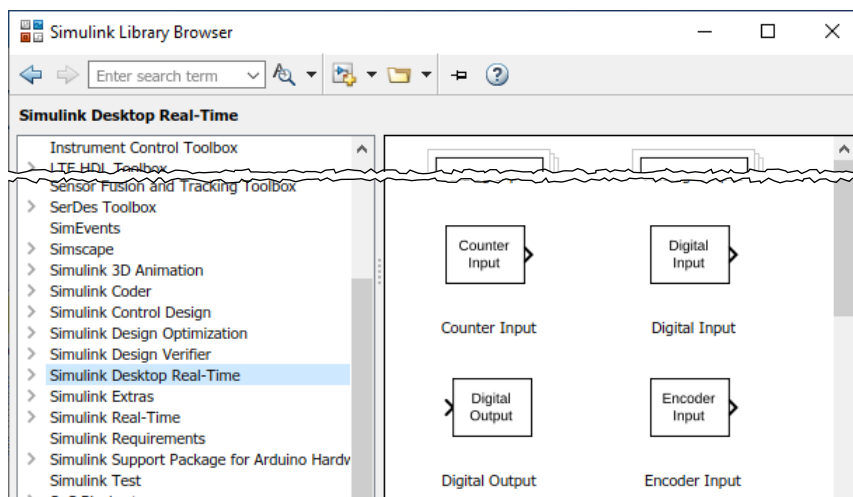 Simulink Library Browser
Enter search term
Simulink Desktop Real-Time
Instrument Control Toolbox
LTE HDL Toolbox
Sensor Fusion and Tracking Toolbox
SerDes Toolbox
SimEvents
Simscape
Simulink 3D Animation
Simulink Coder
Simulink Control Design
Simulink Design Optimization
Simulink Design Verifier
Simulink Desktop Real-Time
Simulink Extras
Simulink Real-Time
Simulink Requirements
Simulink Support Package for Arduino Hardw
Simulink Test
Counter
Input
Counter Input
Digital
Input
Digital Input
Digital
Output
Digital Output
Encoder
Input
Encoder Input